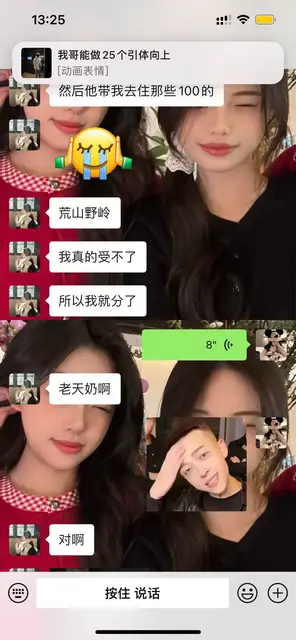 13:25
我哥能做25个引体向上
[动画表情]
然后他带我去住那些100的
荒山野岭
我真的受不了
所以我就分了
8"
老天奶啊
对啊
按住 说话